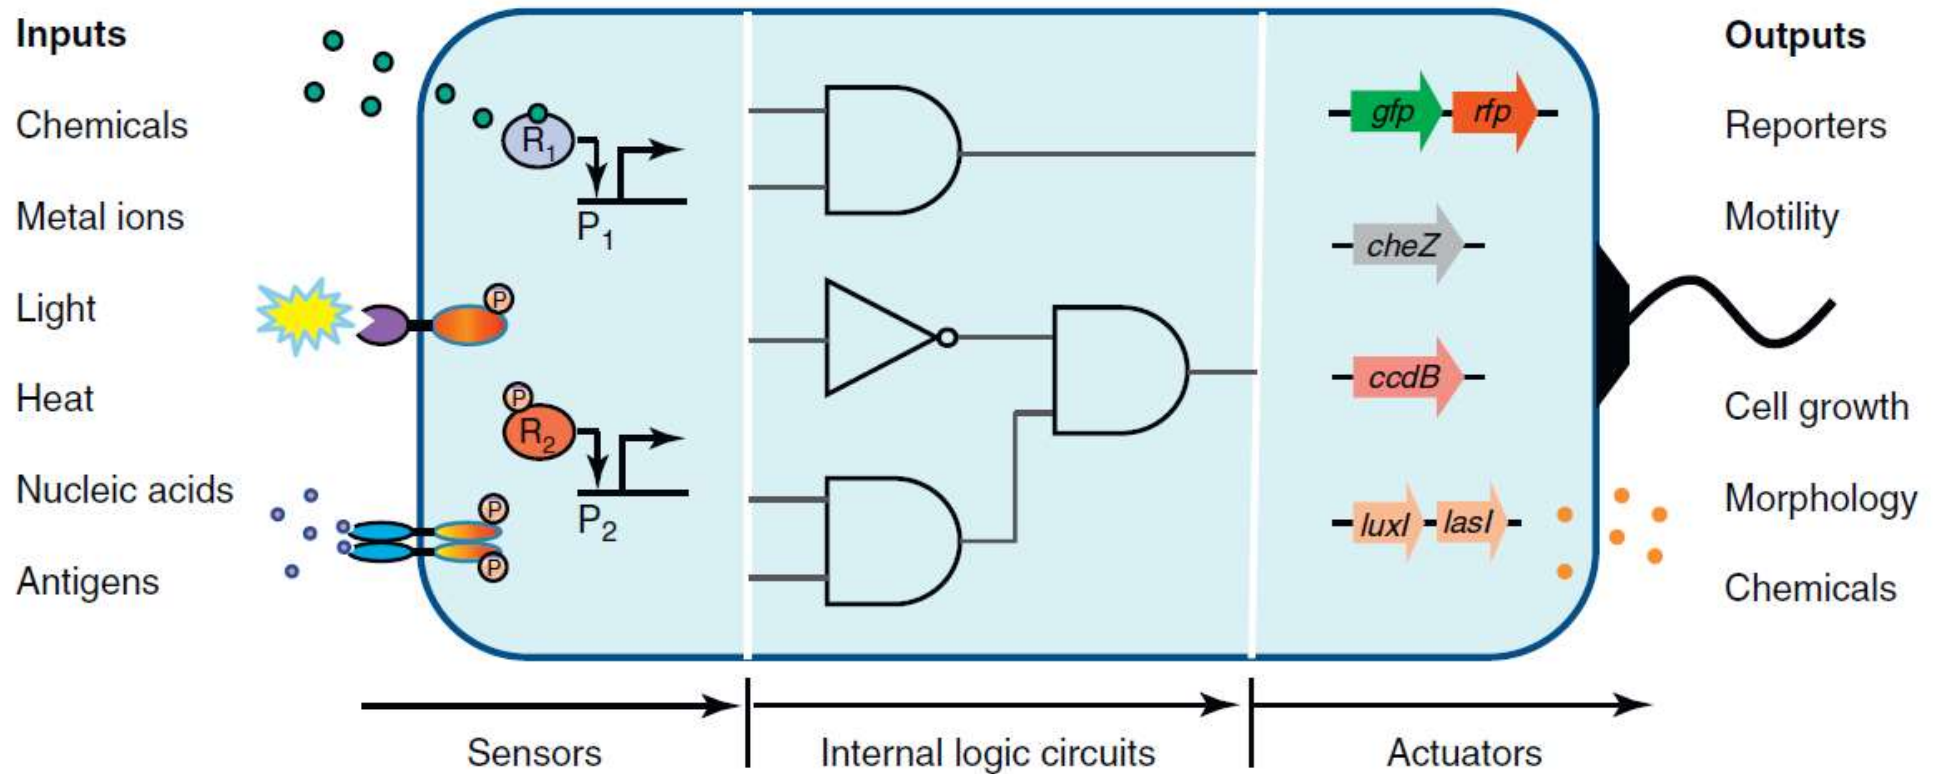 Inputs
Chemicals
Metal ions
Light
Heat
Nucleic acids
Antigens
R1
P1
P
P
R2
P2
P
P
gfp rfp
cheZ
ccdB
luxI lasI
Outputs
Reporters
Motility
Cell growth
Morphology
Chemicals
Sensors
Internal logic circuits
Actuators